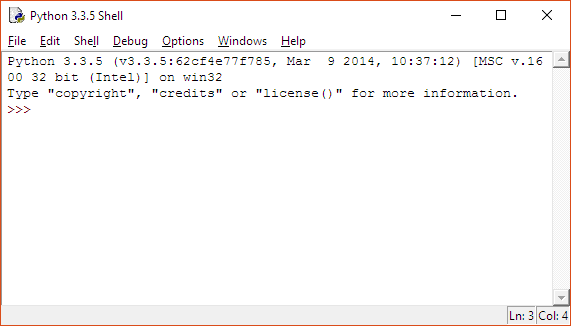 Python 3.3.5 Shell
File Edit Shell Debug Options Windows Help
Python 3.3.5 (v3.3.5:62cf4e77f785, Mar  9 2014, 10:37:12) [MSC v.16
00 32 bit (Intel)] on win32
Type "copyright", "credits" or "license()" for more information.
>>>
Ln: 3 Col: 4